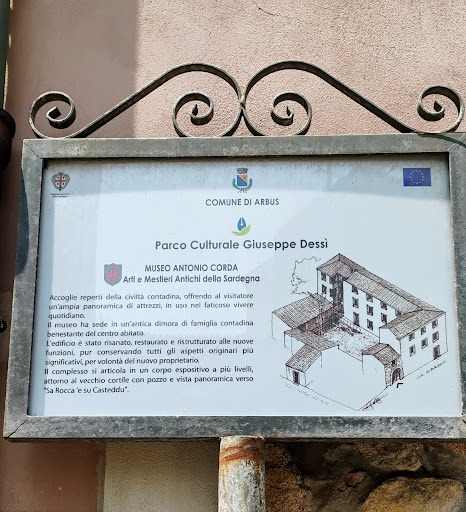 COMUNE DI ARBUS
Parco Culturale Giuseppe Dessì
MUSEO ANTONIO CORDA
Arti e Mestieri Antichi della Sardegna
Accoglie reperti della civiltà contadina, offrendo al visitatore
un'ampia panoramica di attrezzi, in uso nel faticoso vivere
quotidiano.
Il museo ha sede in un'antica dimora di famiglia contadina
benestante del centro abitato.
L'edificio è stato risanato, restaurato e ristrutturato alle nuove
funzioni, pur conservando tutti gli aspetti originari più
significativi, per volontà del nuovo proprietario.
Il complesso si articola in un corpo espositivo a più livelli,
attorno al vecchio cortile con pozzo e vista panoramica verso
"Sa Rocca 'e su Casteddu".